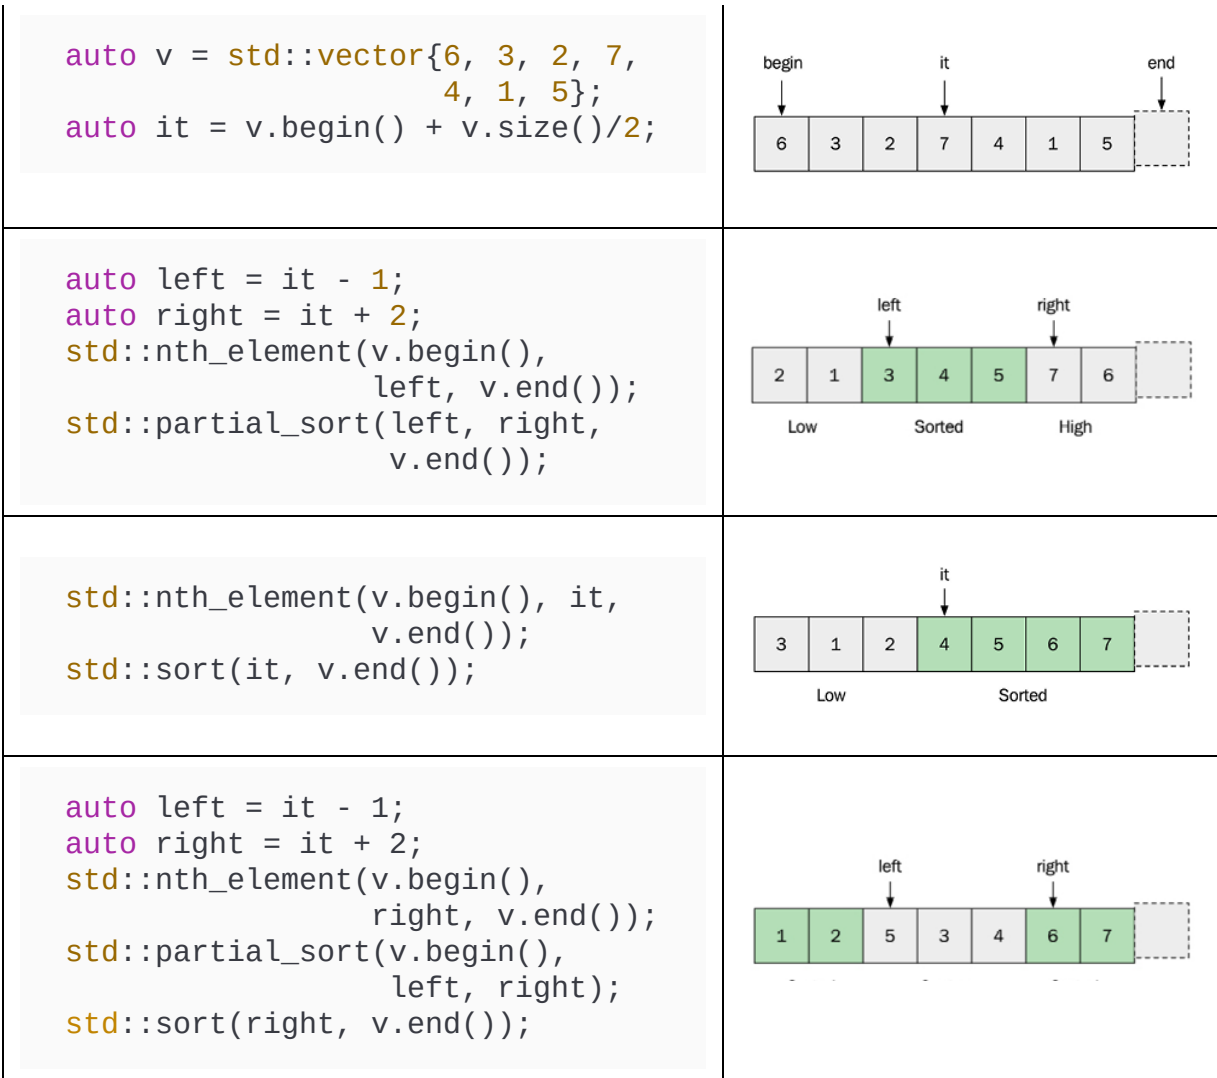 auto v = std::vector{6, 3, 2, 7,
4, 1, 5};
auto it = v.begin() + v.size()/2;
begin it end
6 3 2 7 4 1 5
auto left = it - 1;
auto right = it + 2;
std::nth_element(v.begin(),
left, v.end());
std::partial_sort(left, right,
v.end());
left right
2 1 3 4 5 7 6
Low Sorted High
std::nth_element(v.begin(), it,
v.end());
std::sort(it, v.end());
it
3 1 2 4 5 6 7
Low Sorted
auto left = it - 1;
auto right = it + 2;
std::nth_element(v.begin(),
right, v.end());
std::partial_sort(v.begin(),
left, right);
std::sort(right, v.end());
left right
1 2 5 3 4 6 7